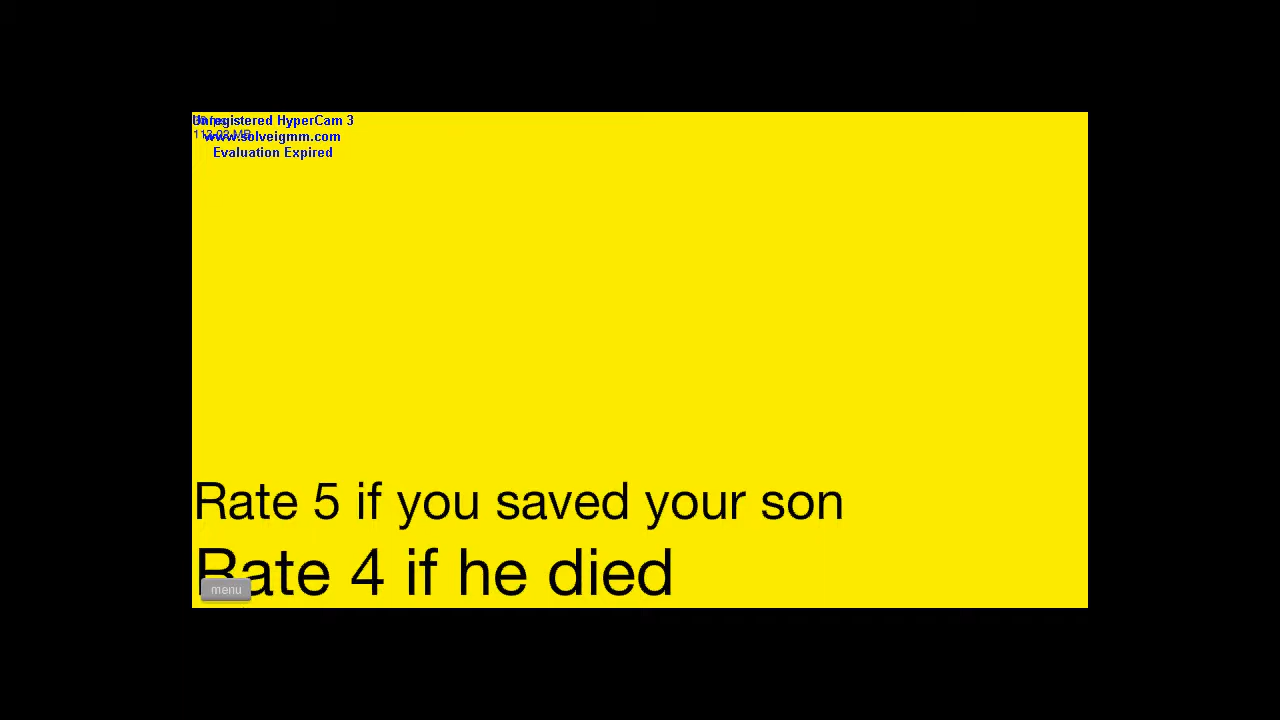 Unregistered HyperCam 3
www.solveigmm.com
Evaluation Expired
Rate 5 if you saved your son
Rate 4 if he died
menu